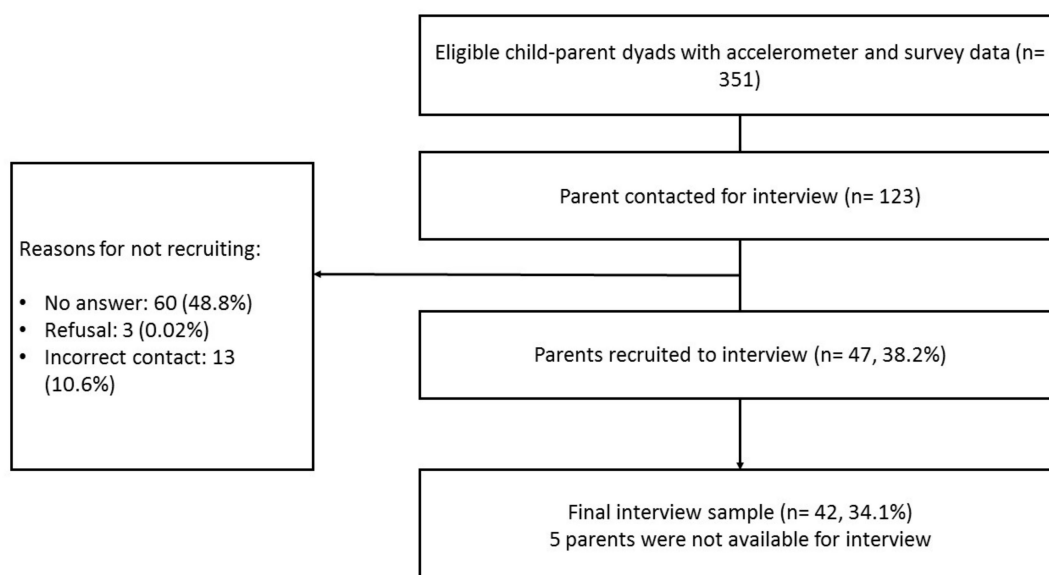 Eligible child-parent dyads with accelerometer and survey data (n=
351)
Parent contacted for interview (n= 123)
Reasons for not recruiting:
• No answer: 60 (48.8%)
• Refusal: 3 (0.02%)
• Incorrect contact: 13
(10.6%)
Parents recruited to interview (n= 47, 38.2%)
Final interview sample (n= 42, 34.1%)
5 parents were not available for interview